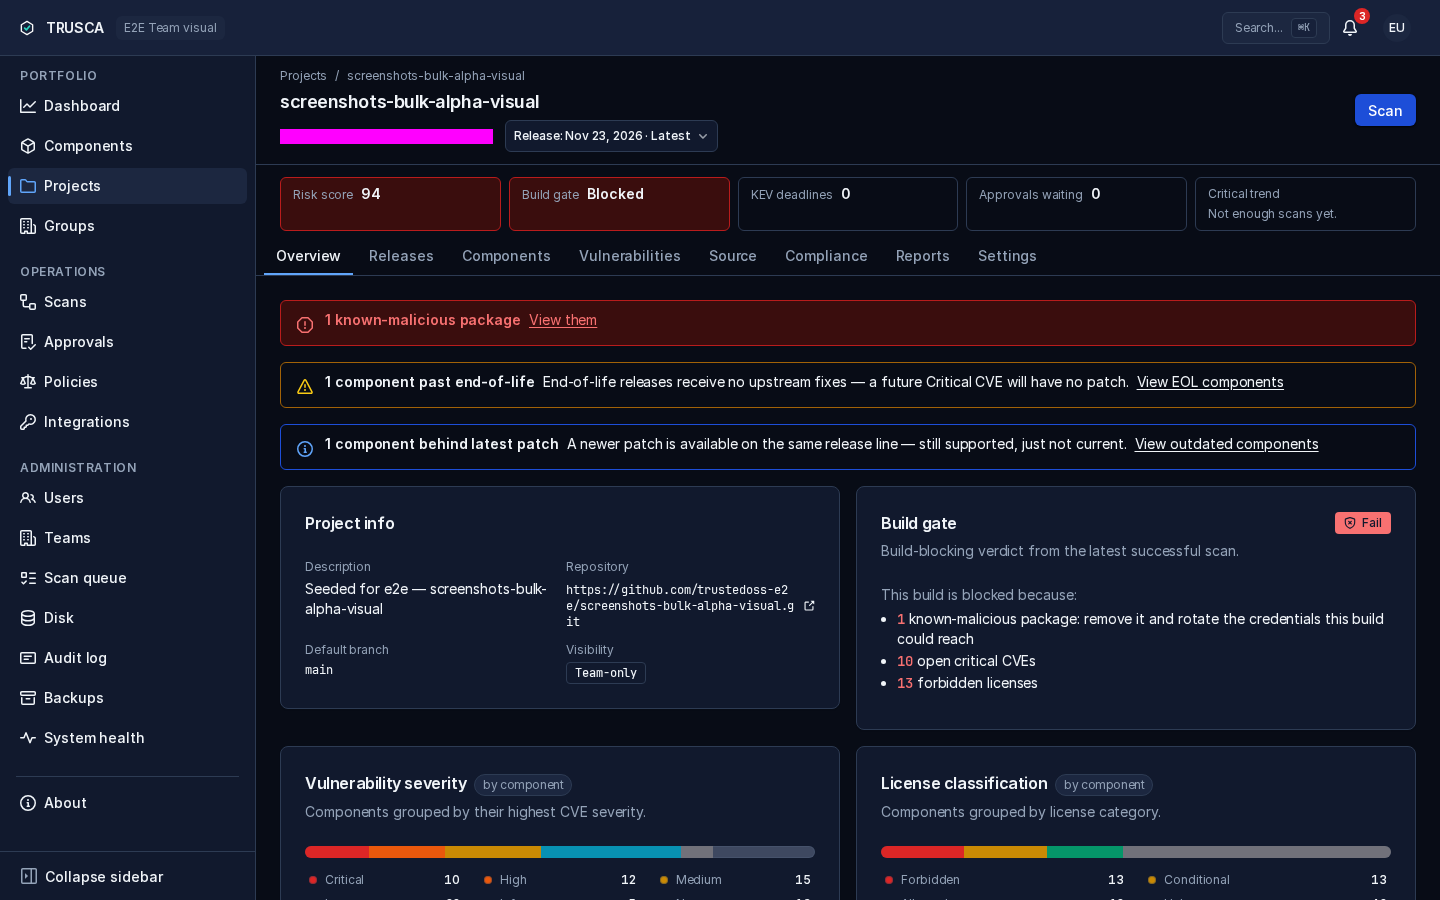 TRUSCA
E2E Team visual
Search...
⌘K
3
EU
PORTFOLIO
Dashboard
Components
Projects
Groups
OPERATIONS
Scans
Approvals
Policies
Integrations
ADMINISTRATION
Users
Teams
Scan queue
Disk
Audit log
Backups
System health
About
Collapse sidebar
Projects / screenshots-bulk-alpha-visual
screenshots-bulk-alpha-visual
Release: Nov 23, 2026 · Latest
Scan
Risk score 94
Build gate Blocked
KEV deadlines 0
Approvals waiting 0
Critical trend
Not enough scans yet.
Overview
Releases
Components
Vulnerabilities
Source
Compliance
Reports
Settings
1 known-malicious package View them
1 component past end-of-life End-of-life releases receive no upstream fixes — a future Critical CVE will have no patch. View EOL components
1 component behind latest patch A newer patch is available on the same release line — still supported, just not current. View outdated components
Project info
Description
Seeded for e2e — screenshots-bulk-
alpha-visual
Repository
https://github.com/trustedoss-e2
e/screenshots-bulk-alpha-visual.g
it
Default branch
main
Visibility
Team-only
Build gate
Fail
Build-blocking verdict from the latest successful scan.
This build is blocked because:
1 known-malicious package: remove it and rotate the credentials this build
could reach
10 open critical CVEs
13 forbidden licenses
Vulnerability severity by component
Components grouped by their highest CVE severity.
Critical 10
High 12
Medium 15
License classification by component
Components grouped by license category.
Forbidden 13
Conditional 13